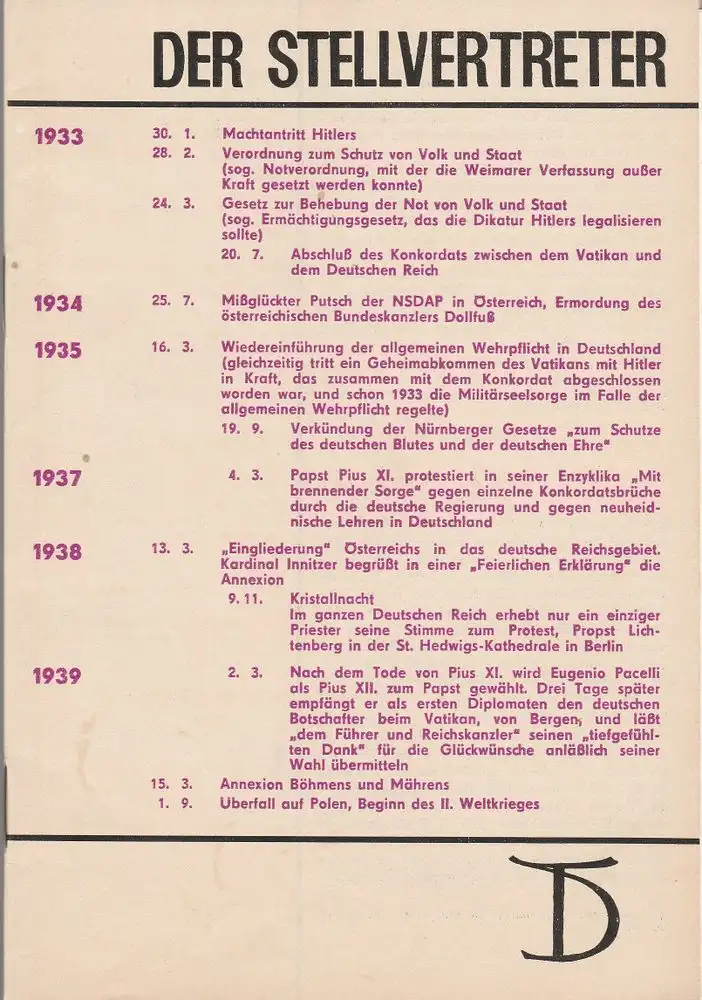 DER STELLVERTRETER
1933 30. 1. Machtantritt Hitlers
28. 2. Verordnung zum Schutz von Volk und Staat
(sog. Notverordnung, mit der die Weimarer Verfassung außer
Kraft gesetzt werden konnte)
24. 3. Gesetz zur Behebung der Not von Volk und Staat
(sog. Ermächtigungsgesetz, das die Dikatur Hitlers legalisieren
sollte)
20. 7. Abschluß des Konkordats zwischen dem Vatikan und
dem Deutschen Reich
1934 25. 7. Mißglückter Putsch der NSDAP in Österreich, Ermordung des
österreichischen Bundeskanzlers Dollfuß
1935 16. 3. Wiedereinführung der allgemeinen Wehrpflicht in Deutschland
(gleichzeitig tritt ein Geheimabkommen des Vatikans mit Hitler
in Kraft, das zusammen mit dem Konkordat abgeschlossen
worden war, und schon 1933 die Militärseelsorge im Falle der
allgemeinen Wehrpflicht regelte)
19. 9. Verkündung der Nürnberger Gesetze „zum Schutze
des deutschen Blutes und der deutschen Ehre“
1937 4. 3. Papst Pius XI. protestiert in seiner Enzyklika „Mit
brennender Sorge“ gegen einzelne Konkordatsbrüche
durch die deutsche Regierung und gegen neuheid-
nische Lehren in Deutschland
1938 13. 3. „Eingliederung“ Österreichs in das deutsche Reichsgebiet.
Kardinal Innitzer begrüßt in einer „Feierlichen Erklärung“ die
Annexion
9. 11. Kristallnacht
Im ganzen Deutschen Reich erhebt nur ein einziger
Priester seine Stimme zum Protest, Propst Lich-
tenberg in der St. Hedwigs-Kathedrale in Berlin
1939 2. 3. Nach dem Tode von Pius XI. wird Eugenio Pacelli
als Pius XII. zum Papst gewählt. Drei Tage später
empfängt er als ersten Diplomaten den deutschen
Botschafter beim Vatikan, von Bergen, und läßt
„dem Führer und Reichskanzler“ seinen „tiefgefühl-
ten Dank“ für die Glückwünsche anläßlich seiner
Wahl übermitteln
15. 3. Annexion Böhmens und Mährens
1. 9. Uberfall auf Polen, Beginn des II. Weltkrieges
TD